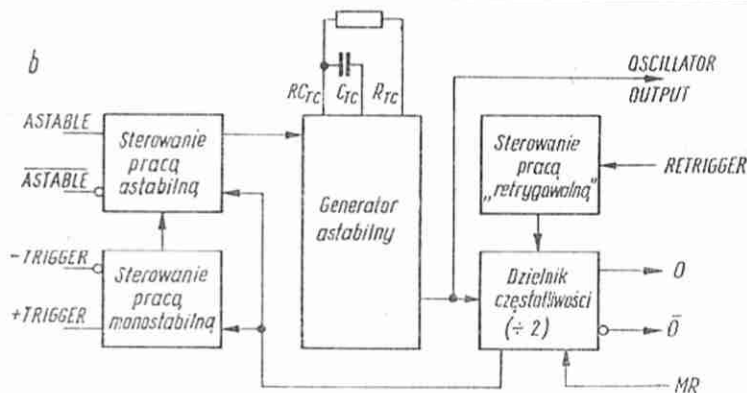 b
RC_TC C_TC R_TC
OSCILLATOR
OUTPUT
ASTABLE
ASTABLE
Sterowanie
pracą
astabilną
Generator
astabilny
Sterowanie
pracą
„retrygowalną"
RETRIGGER
-TRIGGER
+TRIGGER
Sterowanie
pracą
monostabilną
Dzielnik
częstotliwości
(÷ 2)
O
Ō
MR